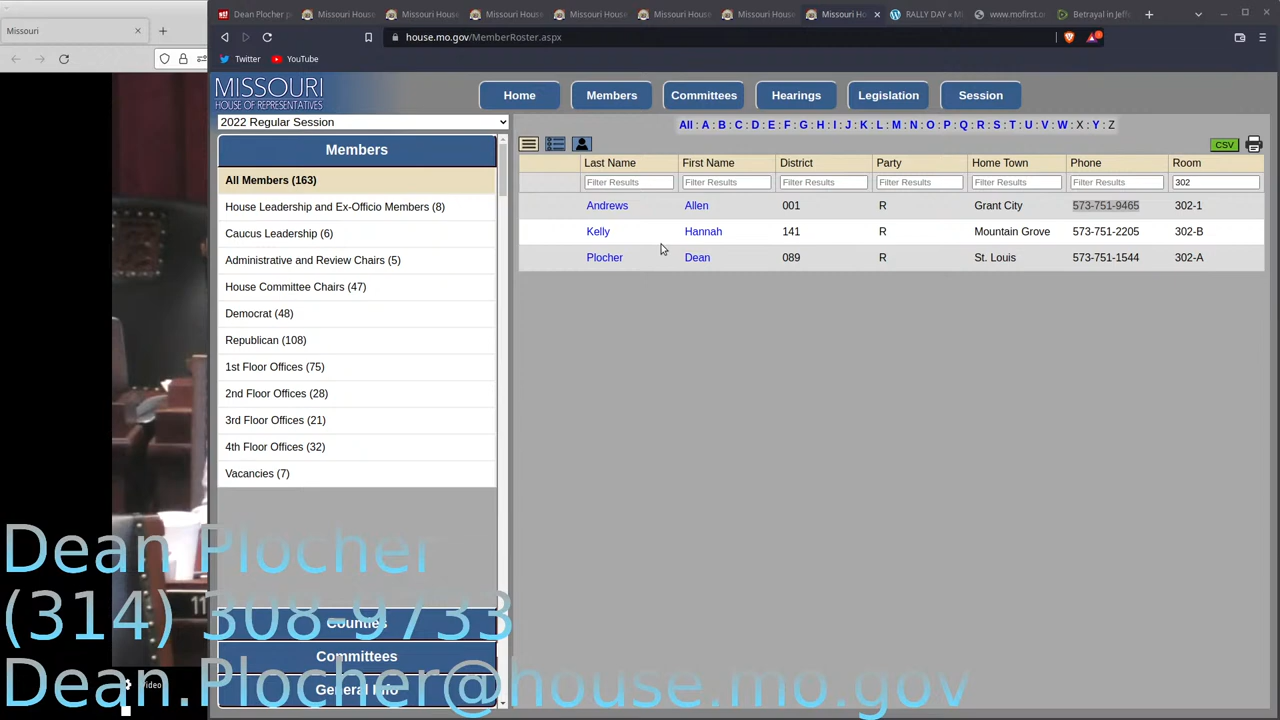 Missouri
Dean Plocher p
Missouri House
Missouri House
Missouri House
Missouri House
Missouri House
Missouri House
Missouri Ho
RALLY DAY « M
www.mofirst.o
Betrayal in Jeff
house.mo.gov/MemberRoster.aspx
Twitter
YouTube
MISSOURI
HOUSE OF REPRESENTATIVES
Home
Members
Committees
Hearings
Legislation
Session
2022 Regular Session
All : A : B : C : D : E : F : G : H : I : J : K : L : M : N : O : P : Q : R : S : T : U : V : W : X : Y : Z
CSV
Members
All Members (163)
House Leadership and Ex-Officio Members (8)
Caucus Leadership (6)
Administrative and Review Chairs (5)
House Committee Chairs (47)
Democrat (48)
Republican (108)
1st Floor Offices (75)
2nd Floor Offices (28)
3rd Floor Offices (21)
4th Floor Offices (32)
Vacancies (7)
Counties
Committees
General Info
Last Name First Name District Party Home Town Phone Room
Filter Results Filter Results Filter Results Filter Results Filter Results Filter Results 302
Andrews Allen 001 R Grant City 573-751-9465 302-1
Kelly Hannah 141 R Mountain Grove 573-751-2205 302-B
Plocher Dean 089 R St. Louis 573-751-1544 302-A
11
Video
Dean Plocher
(314) 308-9733
Dean.Plocher@house.mo.gov